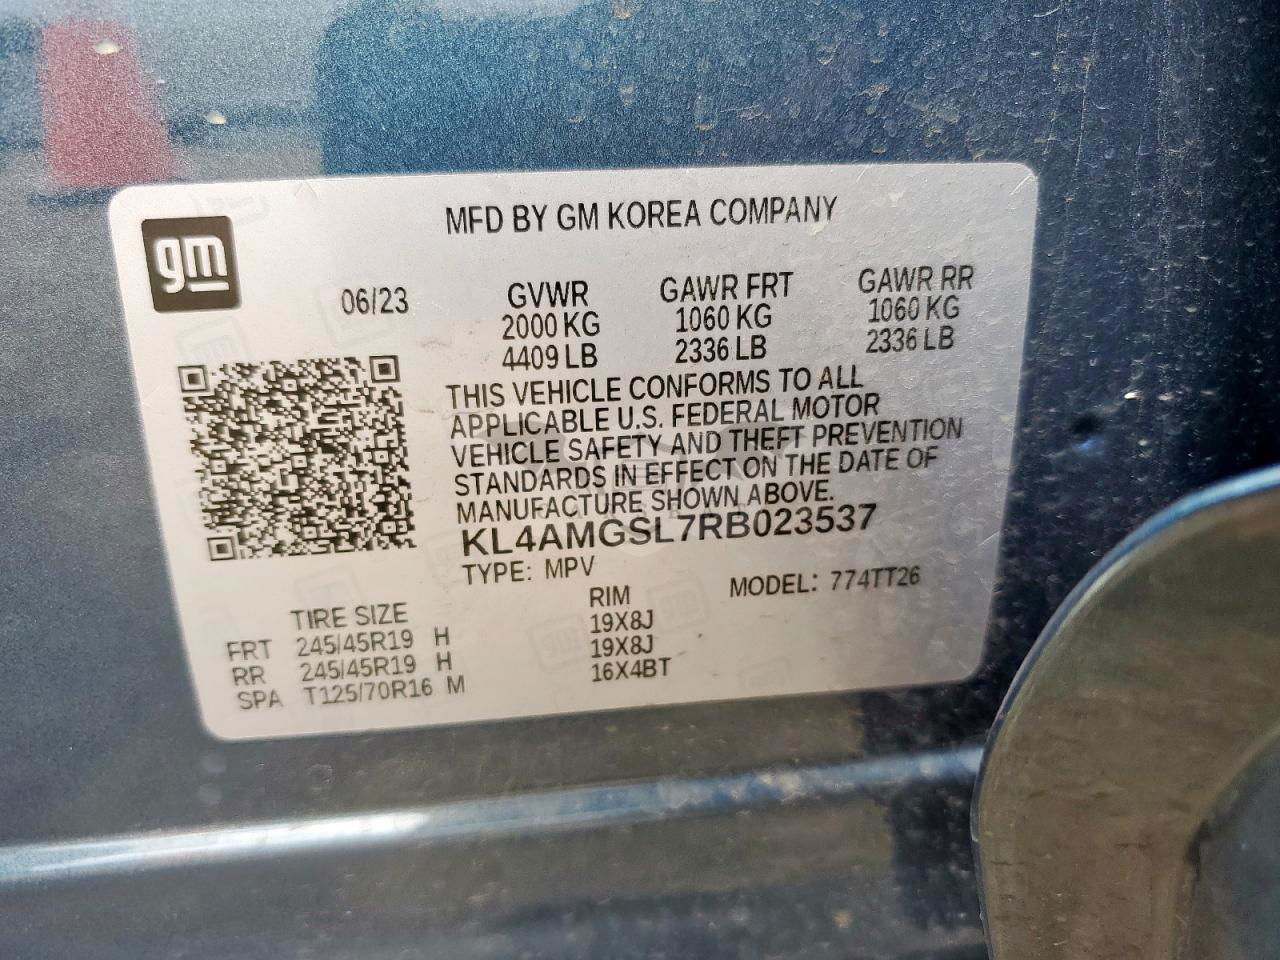 MFD BY GM KOREA COMPANY
gm
06/23
GVWR GAWR FRT GAWR RR
2000 KG 1060 KG 1060 KG
4409 LB 2336 LB 2336 LB
THIS VEHICLE CONFORMS TO ALL
APPLICABLE U.S. FEDERAL MOTOR
VEHICLE SAFETY AND THEFT PREVENTION
STANDARDS IN EFFECT ON THE DATE OF
MANUFACTURE SHOWN ABOVE.
KL4AMGSL7RB023537
TYPE: MPV MODEL: 774TT26
TIRE SIZE RIM
FRT 245/45R19 H 19X8J
RR 245/45R19 H 19X8J
SPA T125/70R16 M 16X4BT